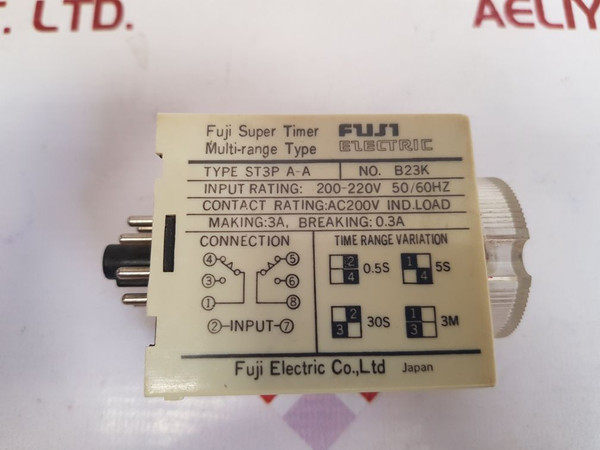 . LTD.
AELIY
Fuji Super Timer FUJI
Multi-range Type ELECTRIC
TYPE ST3P A-A NO. B23K
INPUT RATING: 200-220V 50/60HZ
CONTACT RATING:AC200V IND.LOAD
MAKING:3A, BREAKING:0.3A
CONNECTION
4 5
3 6
1 8
2-INPUT-7
TIME RANGE VARIATION
2 4 0.5S 1 4 5S
2 3 30S 1 3 3M
Fuji Electric Co.,Ltd Japan